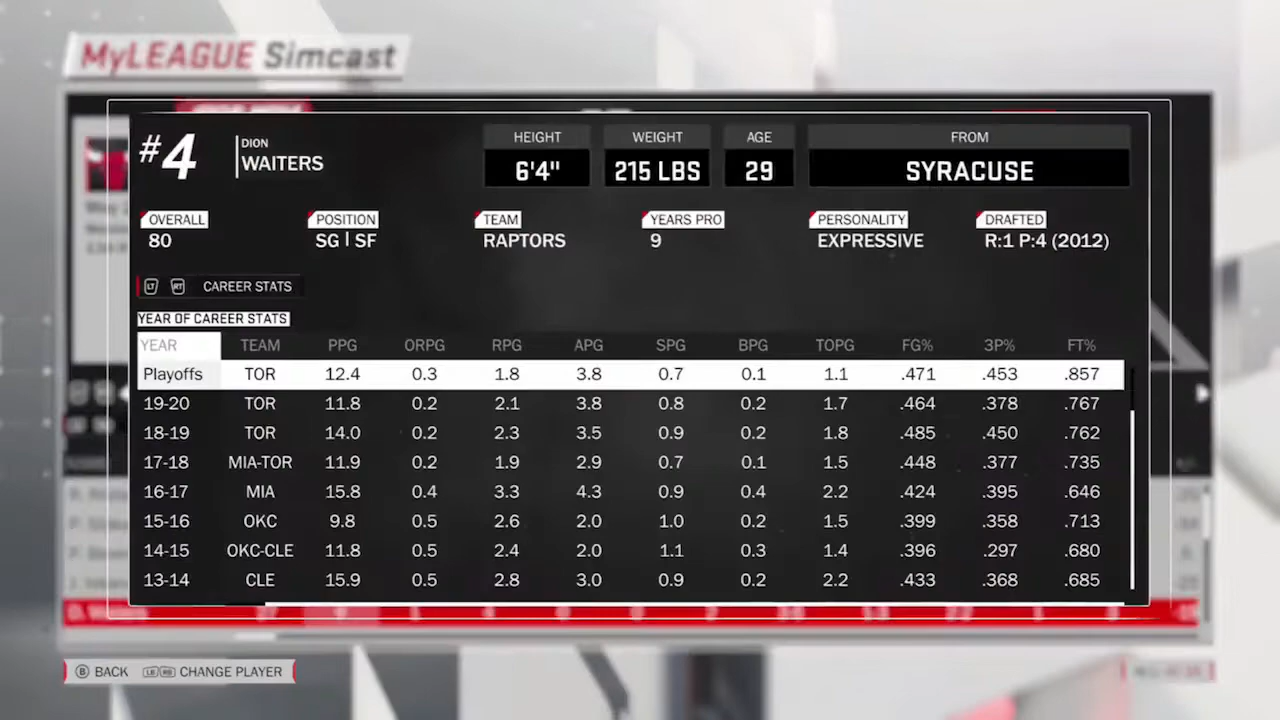 MyLEAGUE Simcast
#4 DION WAITERS
HEIGHT WEIGHT AGE FROM
6'4" 215 LBS 29 SYRACUSE
OVERALL POSITION TEAM YEARS PRO PERSONALITY DRAFTED
80 SG | SF RAPTORS 9 EXPRESSIVE R:1 P:4 (2012)
LT RT CAREER STATS
YEAR OF CAREER STATS
YEAR TEAM PPG ORPG RPG APG SPG BPG TOPG FG% 3P% FT%
Playoffs TOR 12.4 0.3 1.8 3.8 0.7 0.1 1.1 .471 .453 .857
19-20 TOR 11.8 0.2 2.1 3.8 0.8 0.2 1.7 .464 .378 .767
18-19 TOR 14.0 0.2 2.3 3.5 0.9 0.2 1.8 .485 .450 .762
17-18 MIA-TOR 11.9 0.2 1.9 2.9 0.7 0.1 1.5 .448 .377 .735
16-17 MIA 15.8 0.4 3.3 4.3 0.9 0.4 2.2 .424 .395 .646
15-16 OKC 9.8 0.5 2.6 2.0 1.0 0.2 1.5 .399 .358 .713
14-15 OKC-CLE 11.8 0.5 2.4 2.0 1.1 0.3 1.4 .396 .297 .680
13-14 CLE 15.9 0.5 2.8 3.0 0.9 0.2 2.2 .433 .368 .685
B BACK LB RB CHANGE PLAYER